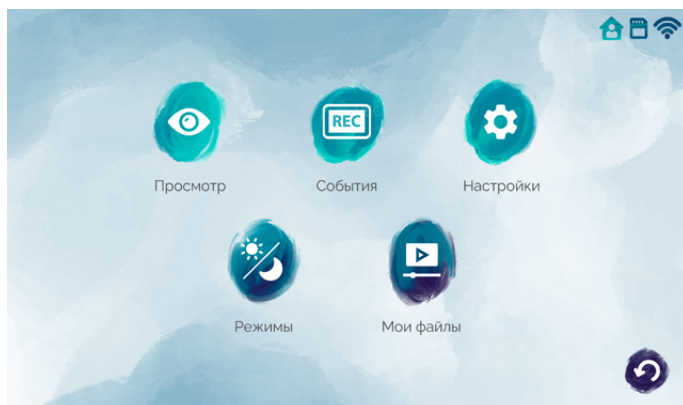 REC
Просмотр
События
Настройки
Режимы
Мои файлы